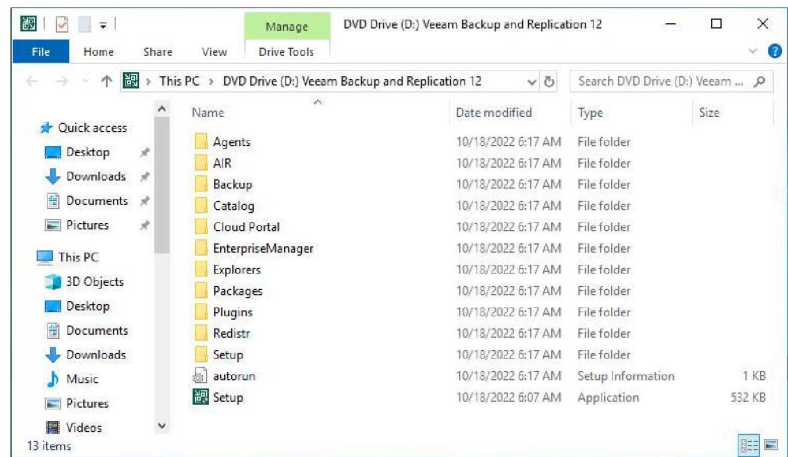 Manage
DVD Drive (D:) Veeam Backup and Replication 12
File
Home
Share
View
Drive Tools
This PC > DVD Drive (D:) Veeam Backup and Replication 12
Search DVD Drive (D:) Veeam ...
Name
Date modified
Type
Size
Quick access
Desktop
Downloads
Documents
Pictures
This PC
3D Objects
Desktop
Documents
Downloads
Music
Pictures
Videos
Agents 10/18/2022 6:17 AM File folder
AIR 10/18/2022 6:17 AM File folder
Backup 10/18/2022 6:17 AM File folder
Catalog 10/18/2022 6:17 AM File folder
Cloud Portal 10/18/2022 6:17 AM File folder
EnterpriseManager 10/18/2022 6:17 AM File folder
Explorers 10/18/2022 6:17 AM File folder
Packages 10/18/2022 6:17 AM File folder
Plugins 10/18/2022 6:17 AM File folder
Redistr 10/18/2022 6:17 AM File folder
Setup 10/18/2022 6:17 AM File folder
autorun 10/18/2022 6:17 AM Setup Information 1 KB
Setup 10/18/2022 6:07 AM Application 532 KB
13 items